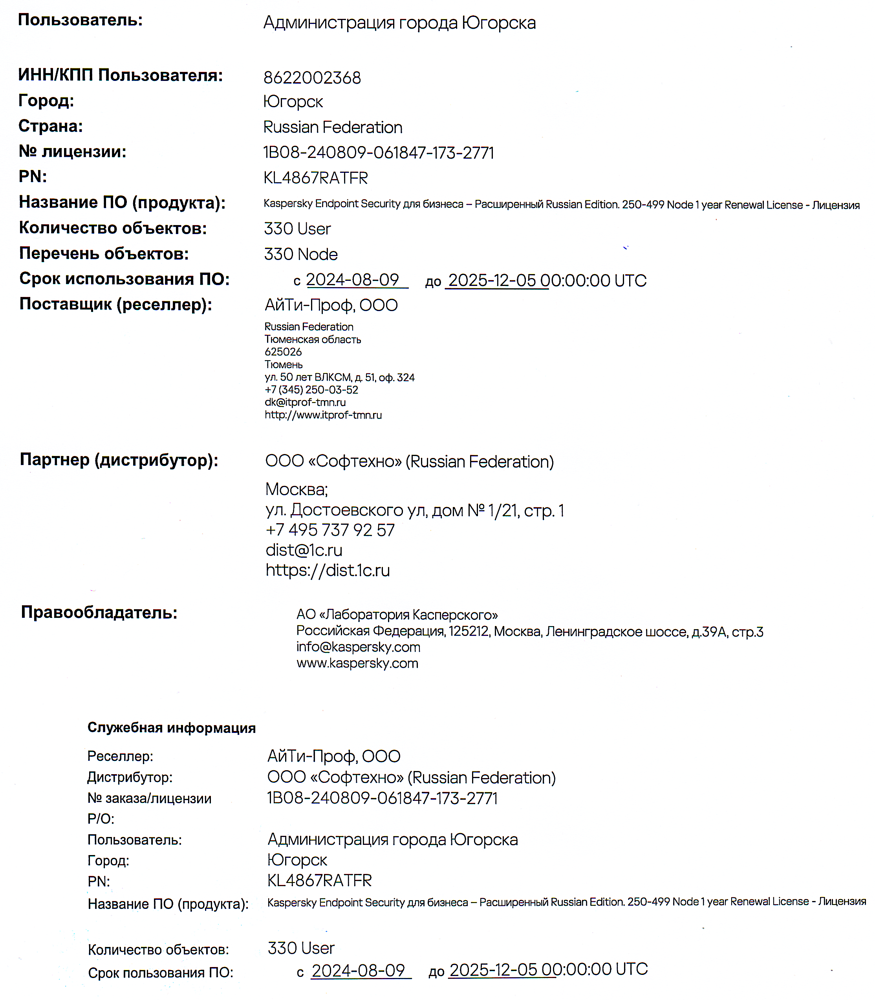 Пользователь: Администрация города Югорска
ИНН/КПП Пользователя: 8622002368
Город: Югорск
Страна: Russian Federation
№ лицензии: 1B08-240809-061847-173-2771
PN: KL4867RATFR
Название ПО (продукта): Kaspersky Endpoint Security для бизнеса – Расширенный Russian Edition. 250-499 Node 1 year Renewal License - Лицензия
Количество объектов: 330 User
Перечень объектов: 330 Node
Срок использования ПО: с 2024-08-09 до 2025-12-05 00:00:00 UTC
Поставщик (реселлер): АйТи-Проф, ООО
Russian Federation
Тюменская область
625026
Тюмень
ул. 50 лет ВЛКСМ, д. 51, оф. 324
+7 (345) 250-03-52
dk@itprof-tmn.ru
http://www.itprof-tmn.ru
Партнер (дистрибутор): ООО «Софтехно» (Russian Federation)
Москва;
ул. Достоевского ул, дом № 1/21, стр. 1
+7 495 737 92 57
dist@1c.ru
https://dist.1c.ru
Правообладатель: АО «Лаборатория Касперского»
Российская Федерация, 125212, Москва, Ленинградское шоссе, д.39А, стр.3
info@kaspersky.com
www.kaspersky.com
Служебная информация
Реселлер: АйТи-Проф, ООО
Дистрибутор: ООО «Софтехно» (Russian Federation)
№ заказа/лицензии 1B08-240809-061847-173-2771
P/O:
Пользователь: Администрация города Югорска
Город: Югорск
PN: KL4867RATFR
Название ПО (продукта): Kaspersky Endpoint Security для бизнеса – Расширенный Russian Edition. 250-499 Node 1 year Renewal License - Лицензия
Количество объектов: 330 User
Срок пользования ПО: с 2024-08-09 до 2025-12-05 00:00:00 UTC